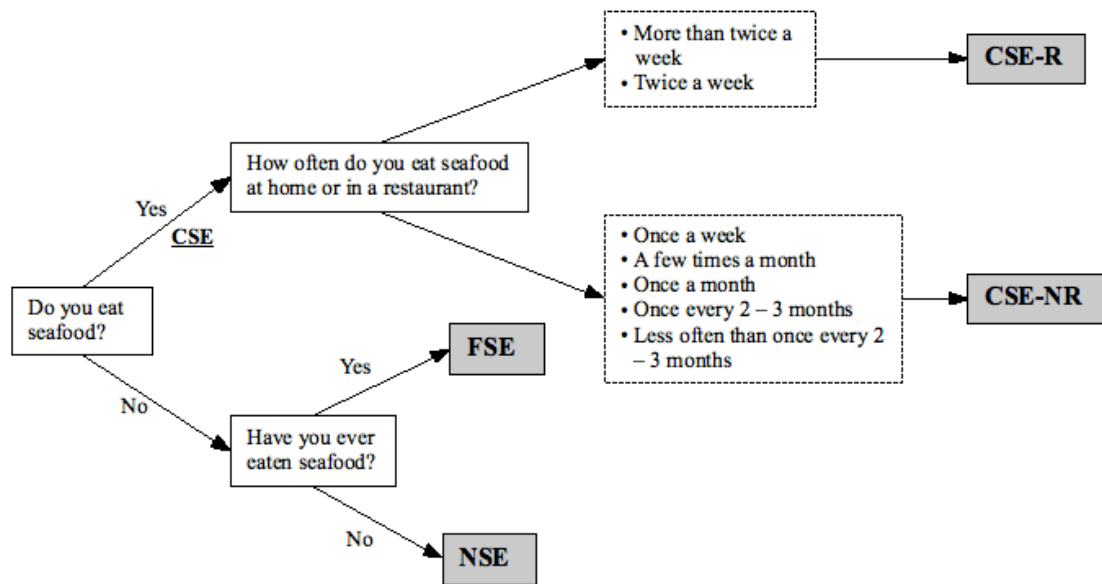 • More than twice a
week
• Twice a week
CSE-R
How often do you eat seafood
at home or in a restaurant?
Yes
CSE
• Once a week
• A few times a month
• Once a month
• Once every 2 – 3 months
• Less often than once every 2
– 3 months
CSE-NR
Do you eat
seafood?
FSE
Yes
No
Have you ever
eaten seafood?
No
NSE